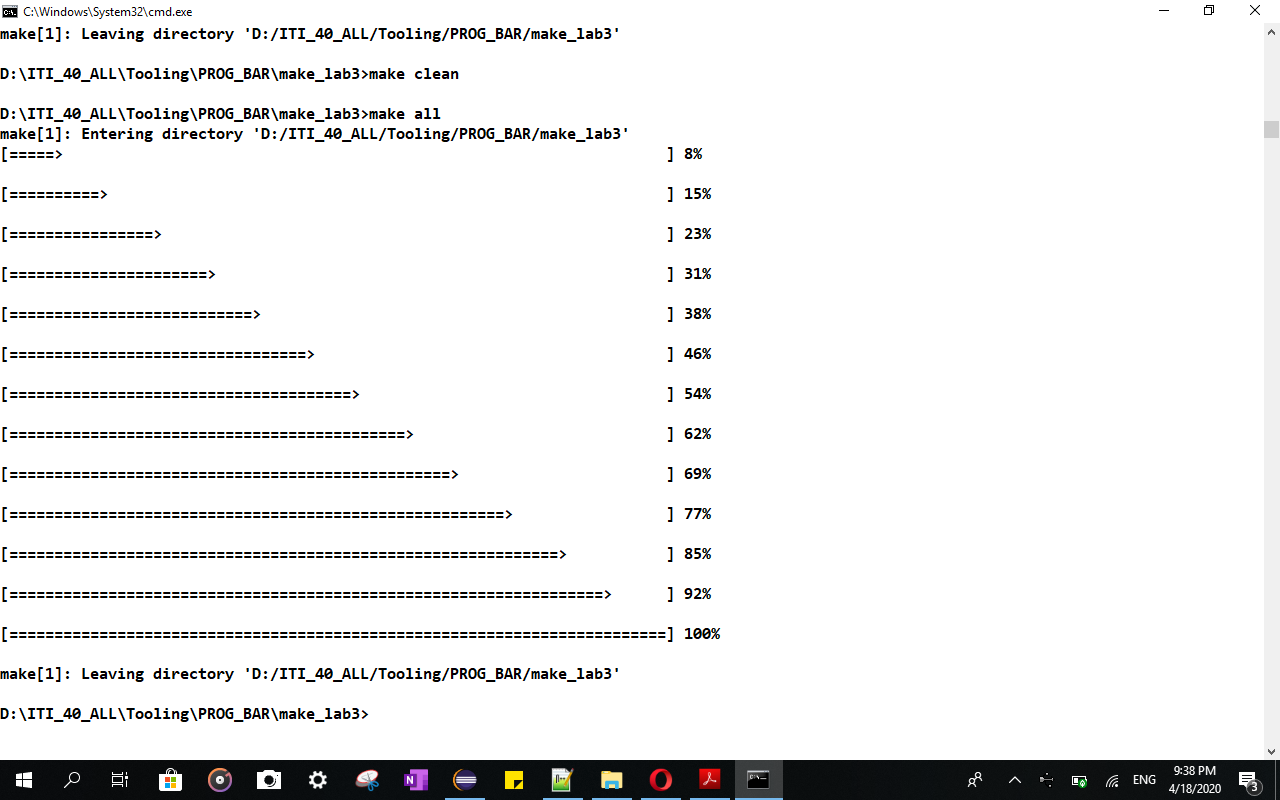 C:\Windows\System32\cmd.exe
make[1]: Leaving directory 'D:/ITI_40_ALL/Tooling/PROG_BAR/make_lab3'
D:\ITI_40_ALL\Tooling\PROG_BAR\make_lab3>make clean
D:\ITI_40_ALL\Tooling\PROG_BAR\make_lab3>make all
make[1]: Entering directory 'D:/ITI_40_ALL/Tooling/PROG_BAR/make_lab3'
[=====>                                                                   ] 8%
[==========>                                                              ] 15%
[================>                                                        ] 23%
[======================>                                                  ] 31%
[===========================>                                             ] 38%
[=================================>                                       ] 46%
[======================================>                                  ] 54%
[============================================>                            ] 62%
[=================================================>                       ] 69%
[=======================================================>                 ] 77%
[=============================================================>           ] 85%
[==================================================================>      ] 92%
[=========================================================================] 100%
make[1]: Leaving directory 'D:/ITI_40_ALL/Tooling/PROG_BAR/make_lab3'
D:\ITI_40_ALL\Tooling\PROG_BAR\make_lab3>
ENG
9:38 PM
4/18/2020
3